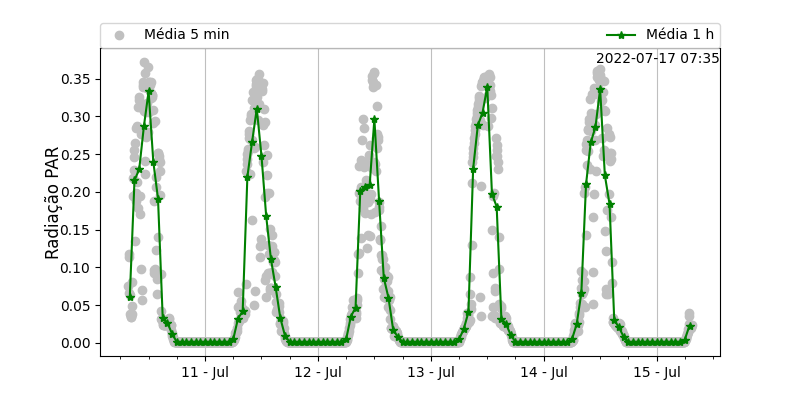 Média 5 min
Média 1 h
2022-07-17 07:35
Radiação PAR
0.35
0.30
0.25
0.20
0.15
0.10
0.05
0.00
11 - Jul
12 - Jul
13 - Jul
14 - Jul
15 - Jul